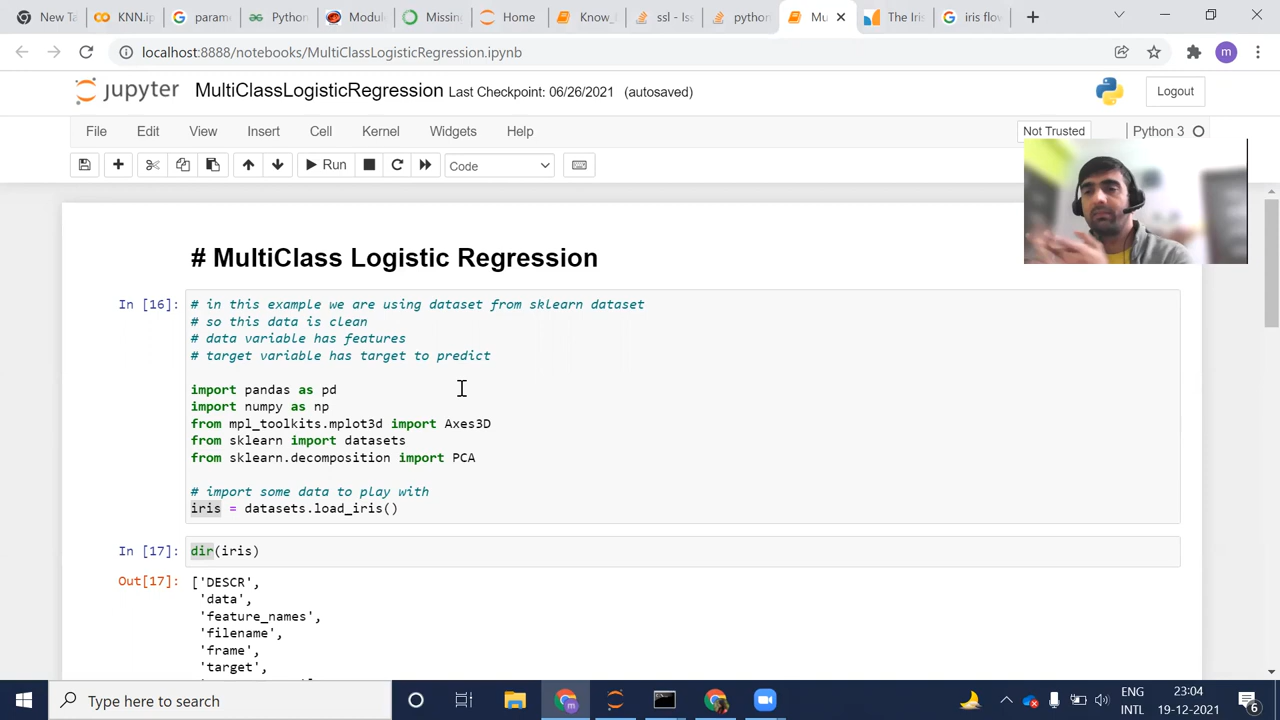 New Ta
KNN.ip
param
Python
Module
Missin
Home
Know_
ssl - Iss
python
Mu
The Iris
iris flow
localhost:8888/notebooks/MultiClassLogisticRegression.ipynb
m
jupyter
MultiClassLogisticRegression Last Checkpoint: 06/26/2021 (autosaved)
Logout
File Edit View Insert Cell Kernel Widgets Help
Not Trusted
Python 3
Run
Code
# MultiClass Logistic Regression
In [16]:
# in this example we are using dataset from sklearn dataset
# so this data is clean
# data variable has features
# target variable has target to predict
import pandas as pd
import numpy as np
from mpl_toolkits.mplot3d import Axes3D
from sklearn import datasets
from sklearn.decomposition import PCA
# import some data to play with
iris = datasets.load_iris()
In [17]:
dir(iris)
Out[17]:
['DESCR',
'data',
'feature_names',
'filename',
'frame',
'target',
Type here to search
ENG
INTL
23:04
19-12-2021
6